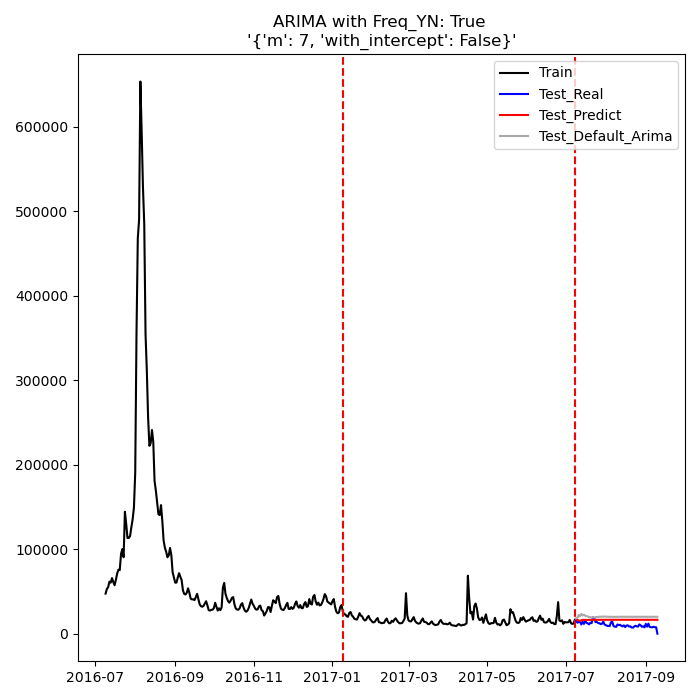 ARIMA with Freq_YN: True
'{'m': 7, 'with_intercept': False}'
Train
Test_Real
Test_Predict
Test_Default_Arima
600000
500000
400000
300000
200000
100000
0
2016-07 2016-09 2016-11 2017-01 2017-03 2017-05 2017-07 2017-09